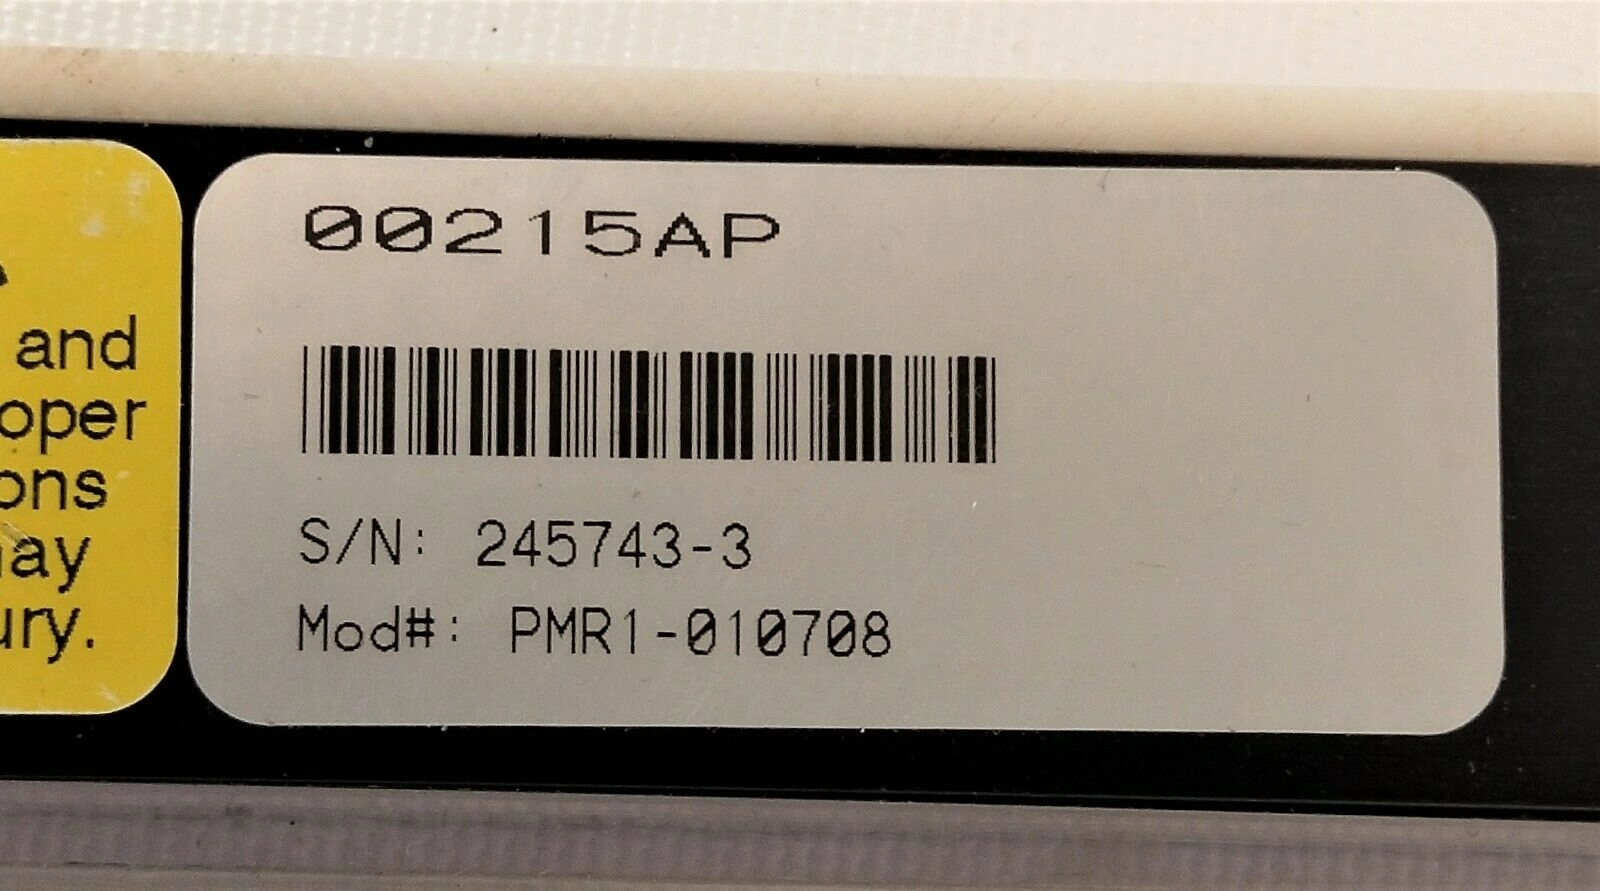 00215AP
S/N: 245743-3
Mod#: PMR1-010708
and